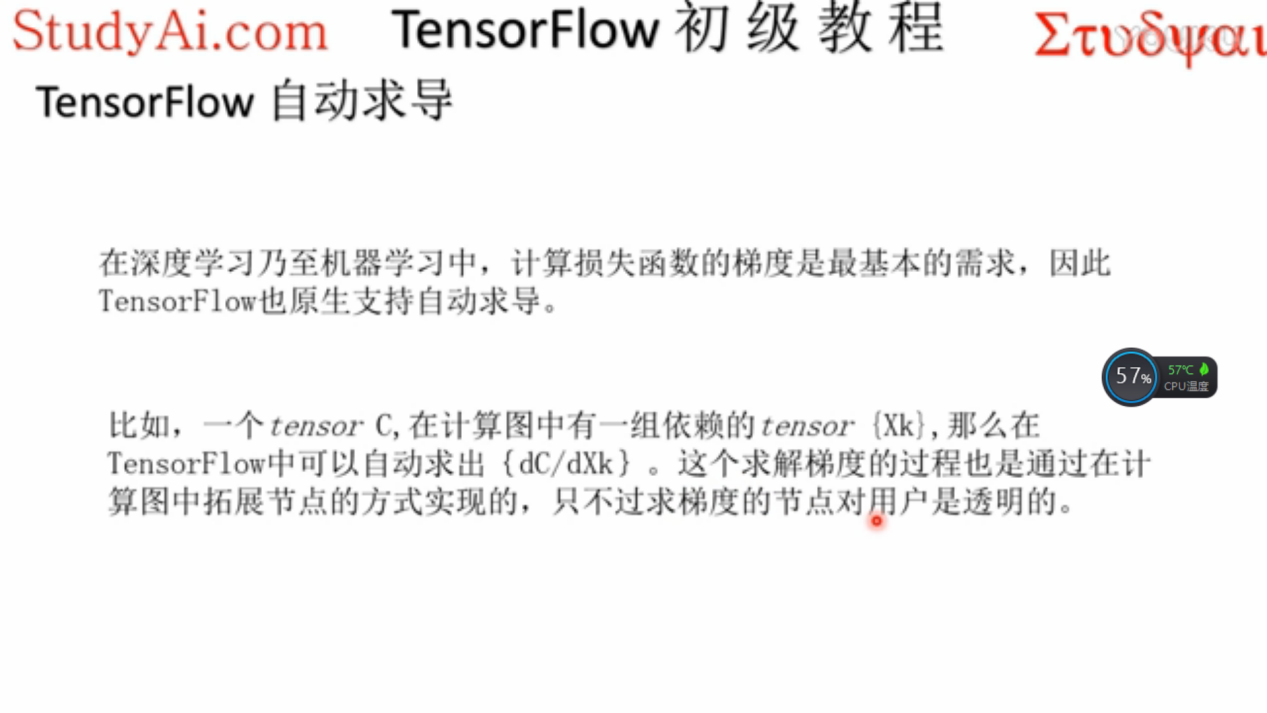 StudyAi.com
TensorFlow 初 级 教 程
Στυδψαι
TensorFlow 自动求导
在深度学习乃至机器学习中，计算损失函数的梯度是最基本的需求，因此
TensorFlow也原生支持自动求导。
57%
57℃
CPU温度
比如，一个tensor C,在计算图中有一组依赖的tensor {Xk},那么在
TensorFlow中可以自动求出｛dC/dXk｝。这个求解梯度的过程也是通过在计
算图中拓展节点的方式实现的，只不过求梯度的节点对用户是透明的。